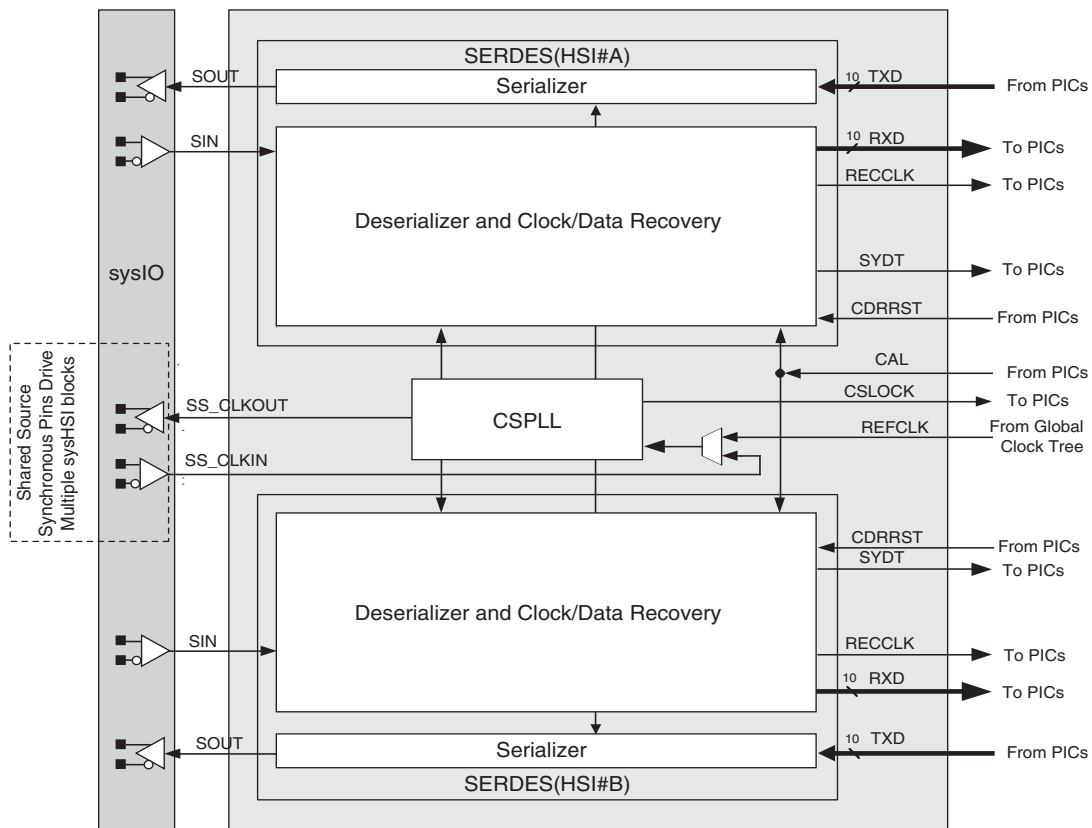 SERDES(HSI#A)
SOUT
Serializer
10 TXD
From PICs
SIN
10 RXD
To PICs
RECCLK
To PICs
Deserializer and Clock/Data Recovery
sysIO
SYDT
To PICs
CDRRST
From PICs
CAL
From PICs
Shared Source
Synchronous Pins Drive
Multiple sysHSI blocks
SS_CLKOUT
CSPLL
CSLOCK
To PICs
REFCLK
From Global
Clock Tree
SS_CLKIN
CDRRST
From PICs
SYDT
To PICs
Deserializer and Clock/Data Recovery
SIN
RECCLK
To PICs
10 RXD
To PICs
SOUT
Serializer
10 TXD
From PICs
SERDES(HSI#B)